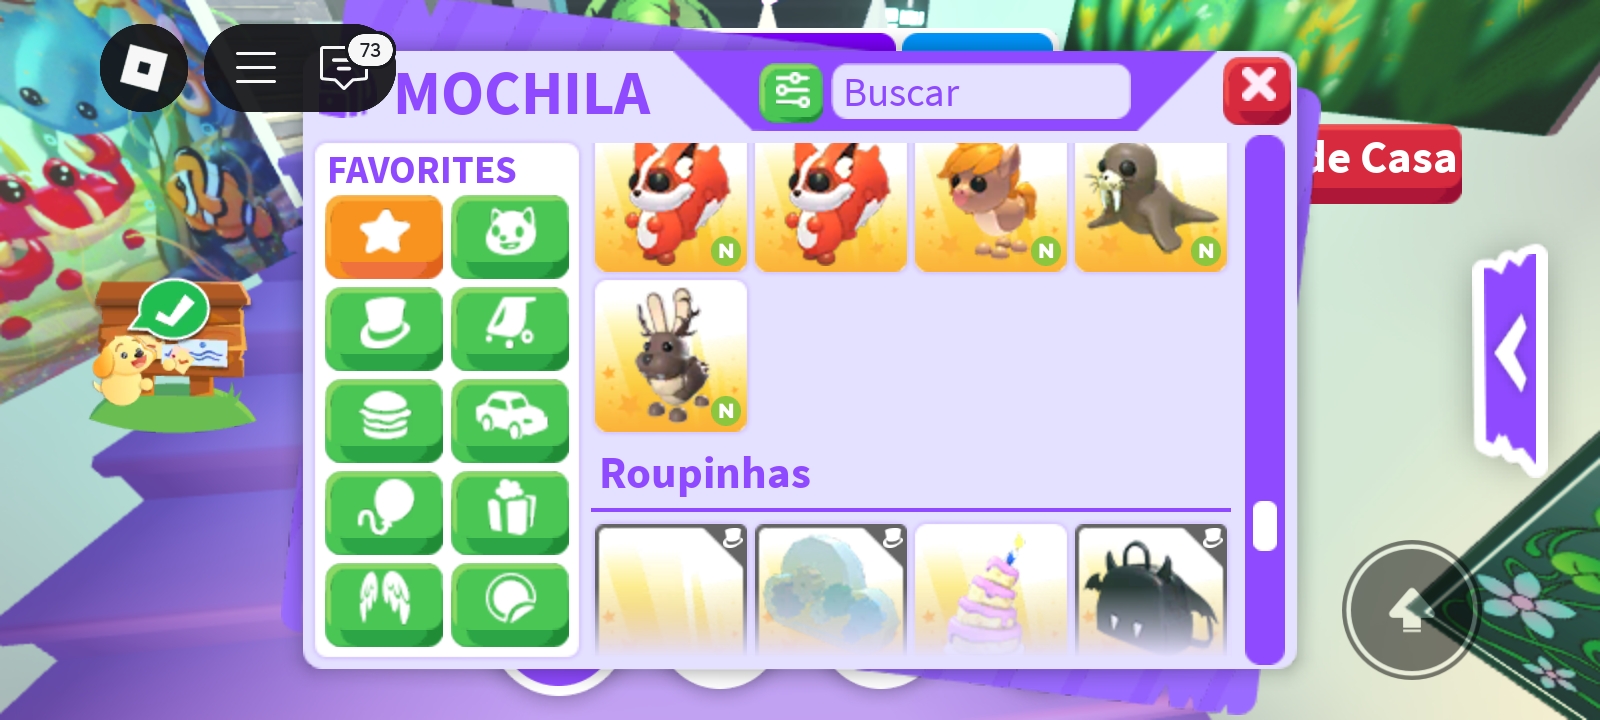 73
MOCHILA
Buscar
de Casa
FAVORITES
N
N
N
N
Roupinhas